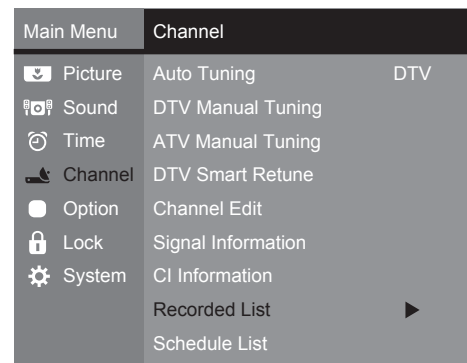 Main Menu Channel
Picture Auto Tuning DTV
Sound DTV Manual Tuning
Time ATV Manual Tuning
Channel DTV Smart Retune
Option Channel Edit
Lock Signal Information
System CI Information
Recorded List
Schedule List